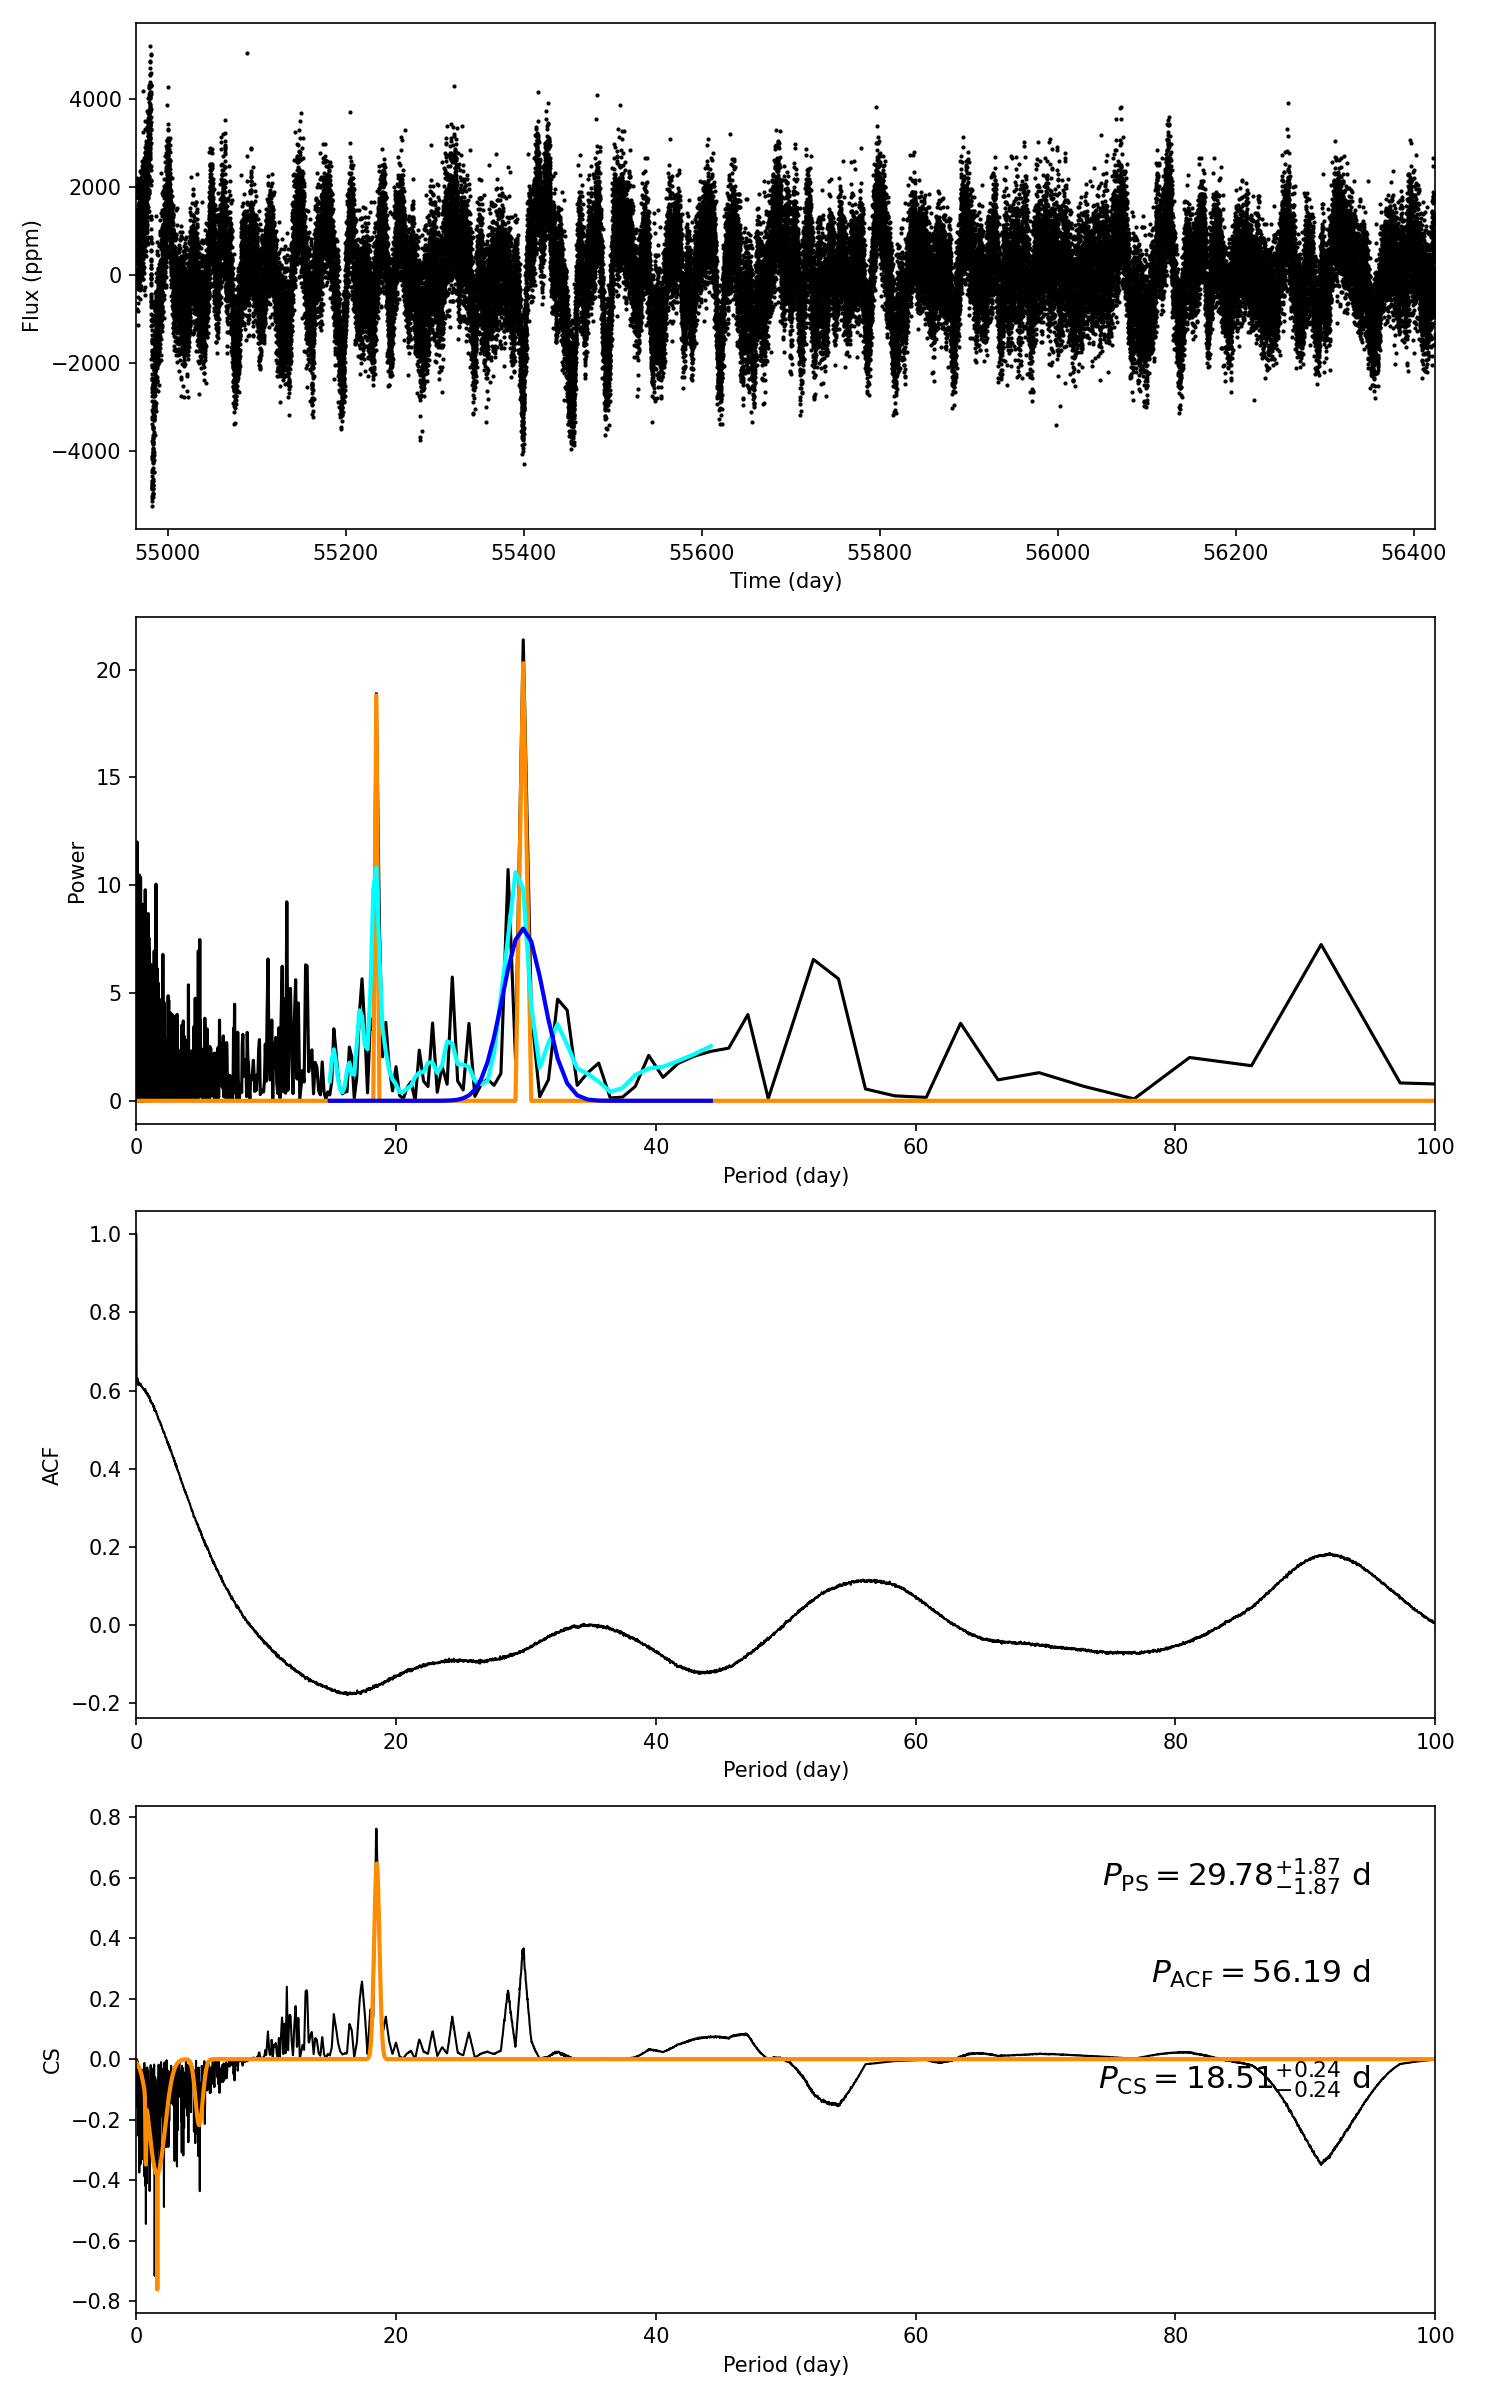 4000
2000
0
−2000
−4000
Flux (ppm)
55000 55200 55400 55600 55800 56000 56200 56400
Time (day)
20
15
10
5
0
Power
0 20 40 60 80 100
Period (day)
1.0
0.8
0.6
0.4
0.2
0.0
−0.2
ACF
0 20 40 60 80 100
Period (day)
0.8
0.6
0.4
0.2
0.0
−0.2
−0.4
−0.6
−0.8
CS
P_PS = 29.78 +1.87 −1.87 d
P_ACF = 56.19 d
P_CS = 18.51 +0.24 −0.24 d
0 20 40 60 80 100
Period (day)